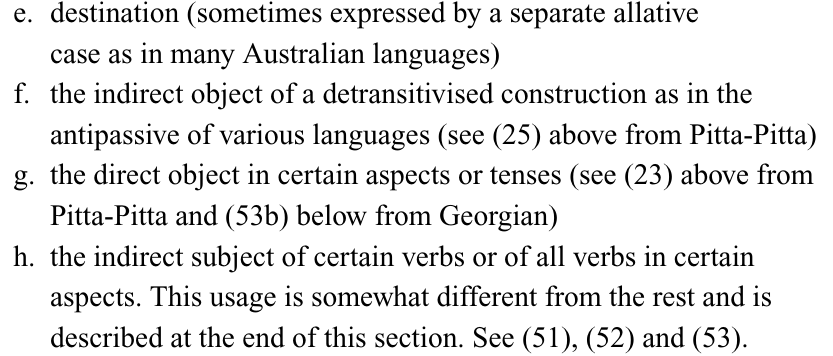 e. destination (sometimes expressed by a separate allative
case as in many Australian languages)
f. the indirect object of a detransitivised construction as in the
antipassive of various languages (see (25) above from Pitta-Pitta)
g. the direct object in certain aspects or tenses (see (23) above from
Pitta-Pitta and (53b) below from Georgian)
h. the indirect subject of certain verbs or of all verbs in certain
aspects. This usage is somewhat different from the rest and is
described at the end of this section. See (51), (52) and (53).